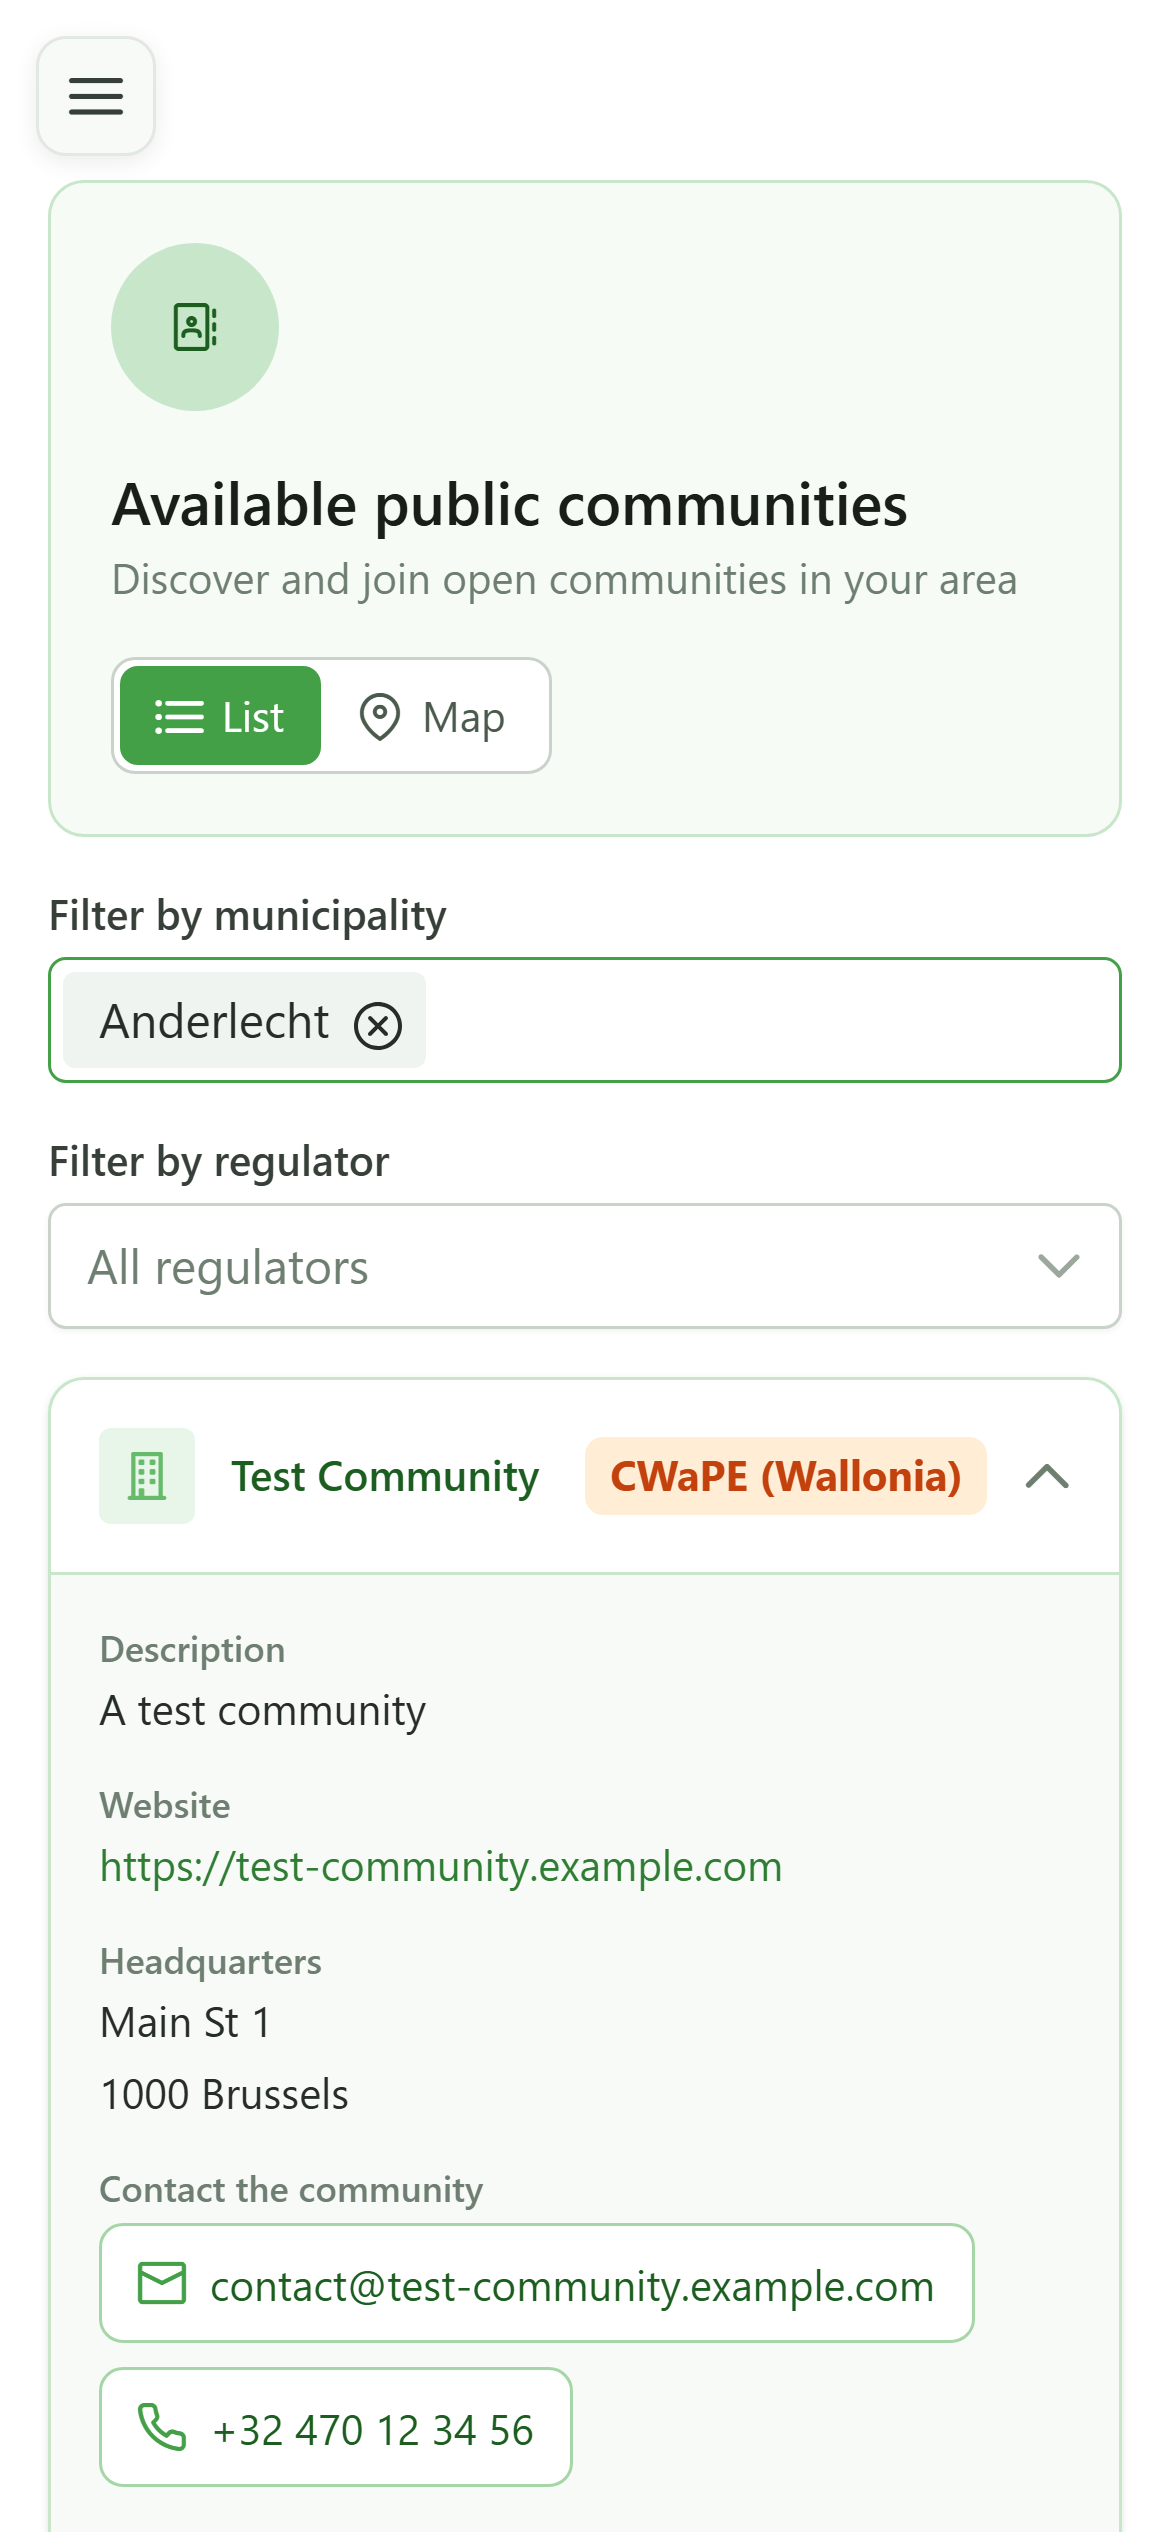 Available public communities
Discover and join open communities in your area
List
Map
Filter by municipality
Anderlecht
Filter by regulator
All regulators
Test Community
CWaPE (Wallonia)
Description
A test community
Website
https://test-community.example.com
Headquarters
Main St 1
1000 Brussels
Contact the community
contact@test-community.example.com
+32 470 12 34 56